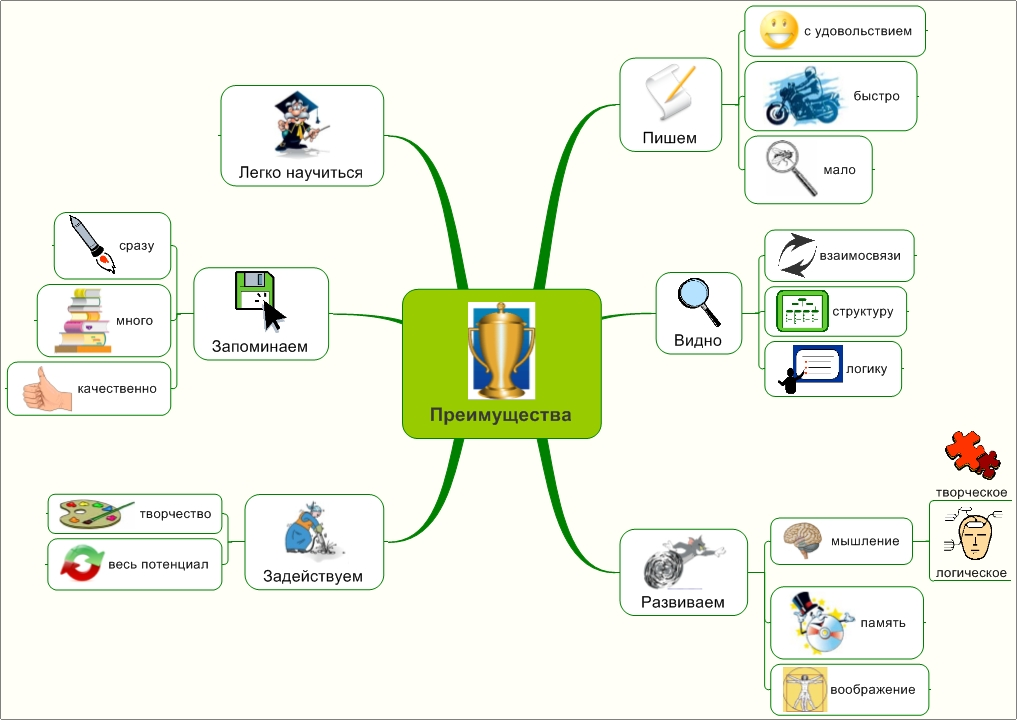 Преимущества
Пишем
с удовольствием
быстро
мало
Видно
взаимосвязи
структуру
логику
Развиваем
мышление
творческое
логическое
память
воображение
Задействуем
творчество
весь потенциал
Запоминаем
сразу
много
качественно
Легко научиться